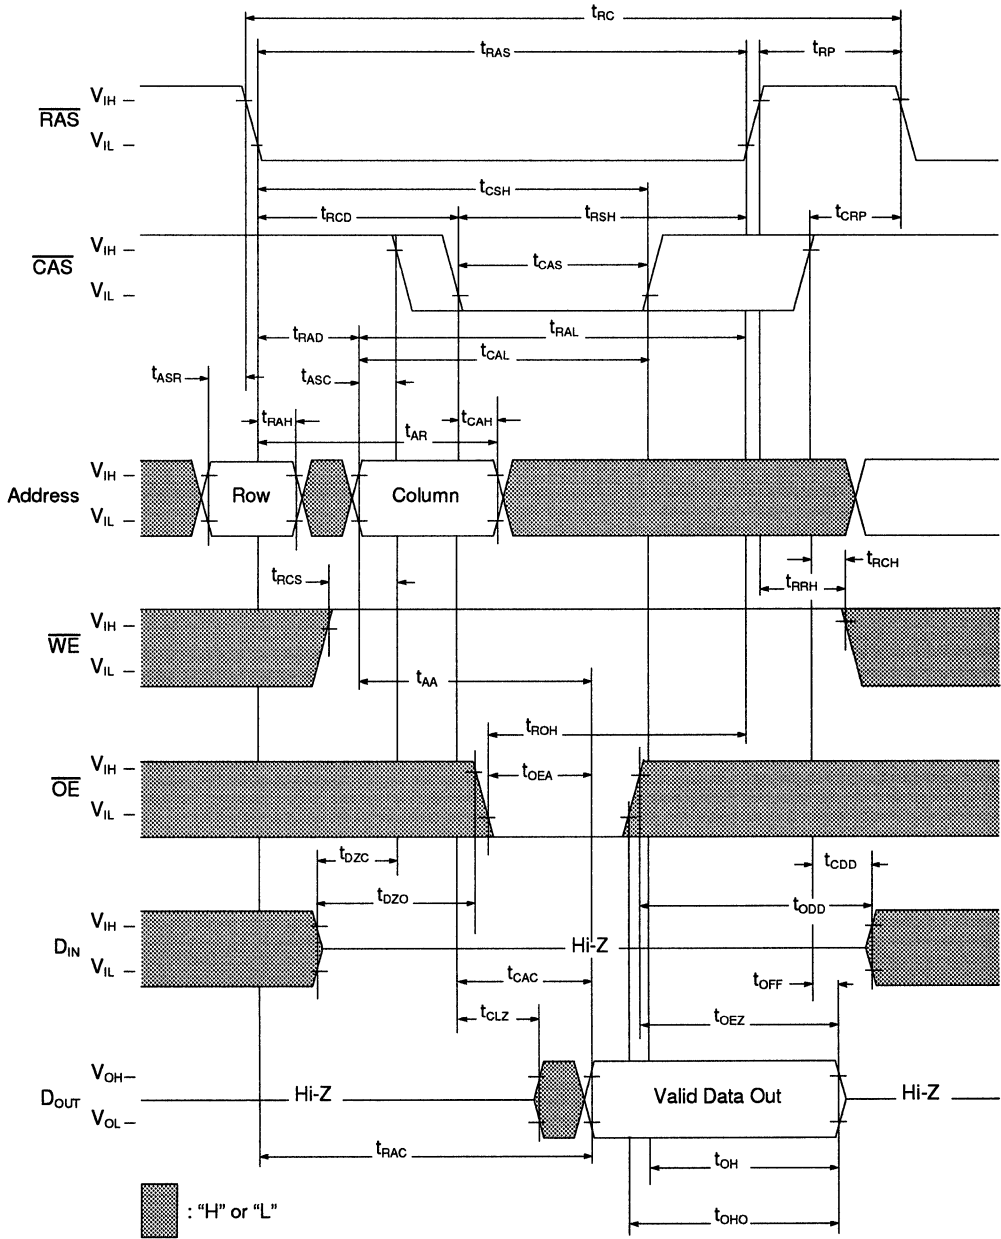 tRC
tRAS
tRP
RAS
VIH
VIL
tCSH
tRCD
tRSH
tCRP
CAS
VIH
tCAS
VIL
tRAD
tRAL
tCAL
tASR
tASC
tRAH
tCAH
tAR
Address
VIH
Row
Column
VIL
tRCH
tRCS
tRRH
WE
VIH
VIL
tAA
tROH
OE
VIH
tOEA
VIL
tDZC
tCDD
tDZO
tODD
DIN
VIH
Hi-Z
VIL
tCAC
tOFF
tCLZ
tOEZ
DOUT
VOH
Hi-Z
Valid Data Out
Hi-Z
VOL
tRAC
tOH
: “H” or “L”
tOHO